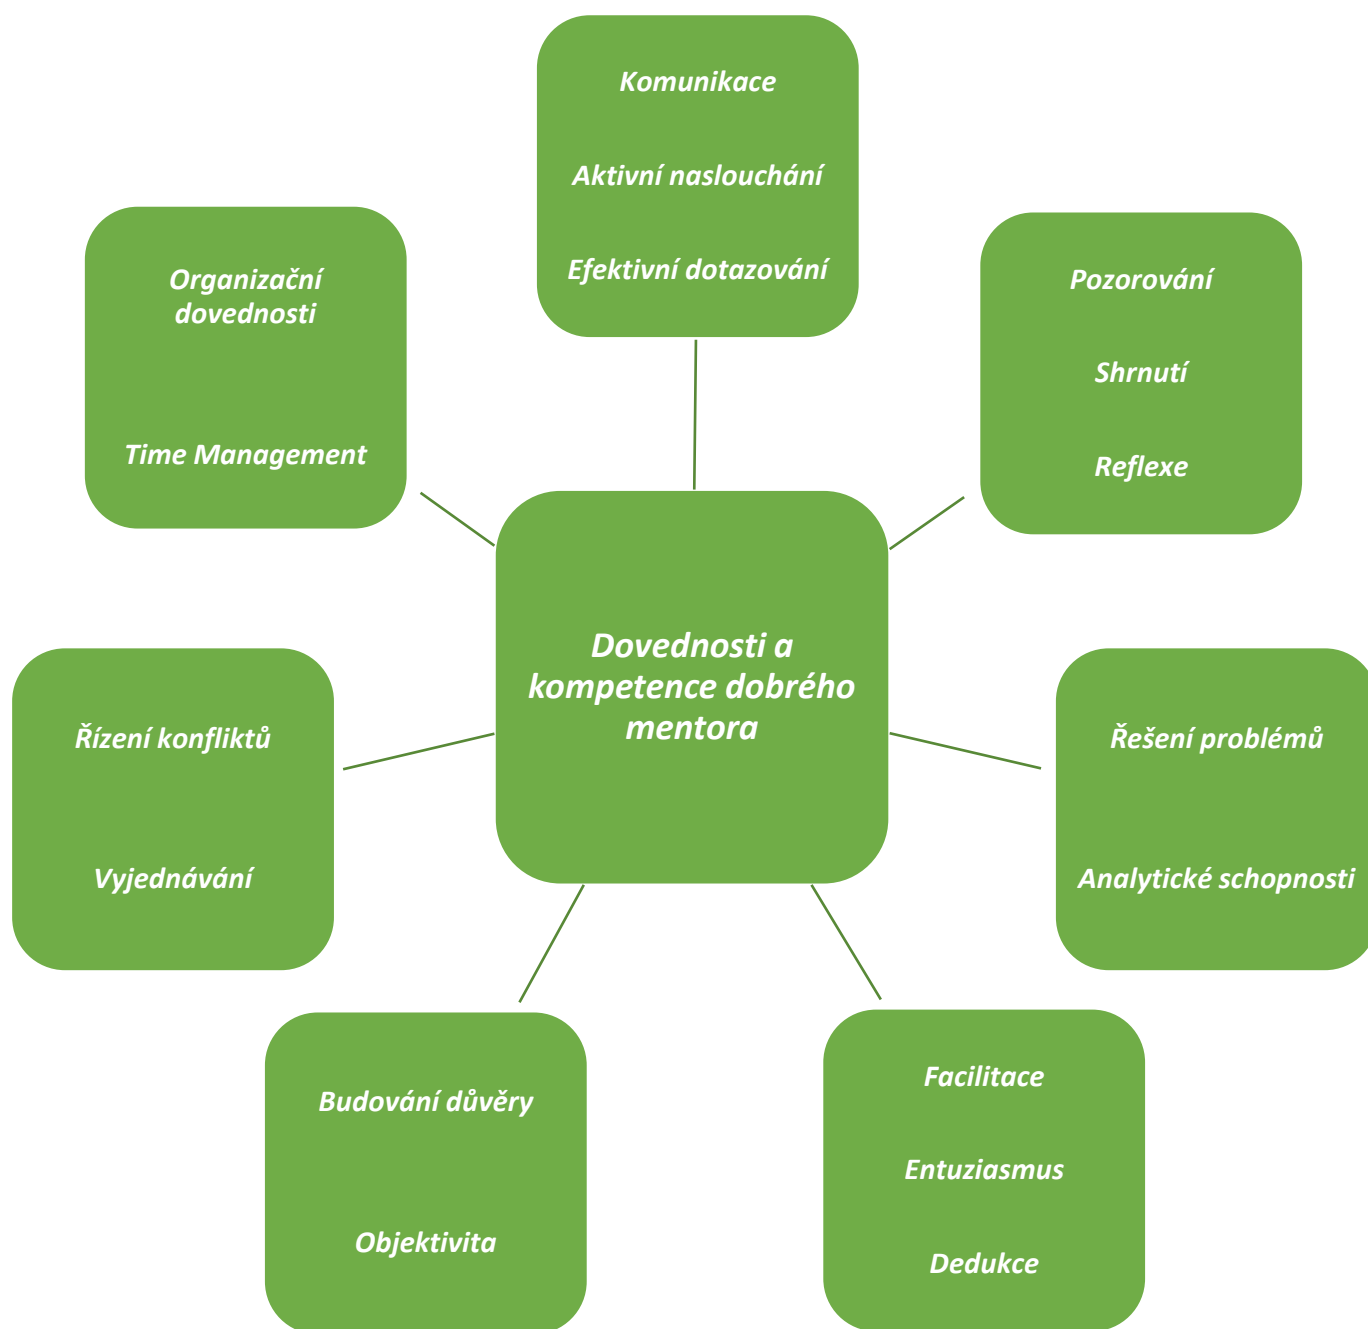 Komunikace
Aktivní naslouchání
Efektivní dotazování
Organizační
dovednosti
Time Management
Pozorování
Shrnutí
Reflexe
Dovednosti a
kompetence dobrého
mentora
Řízení konfliktů
Vyjednávání
Řešení problémů
Analytické schopnosti
Budování důvěry
Objektivita
Facilitace
Entuziasmus
Dedukce